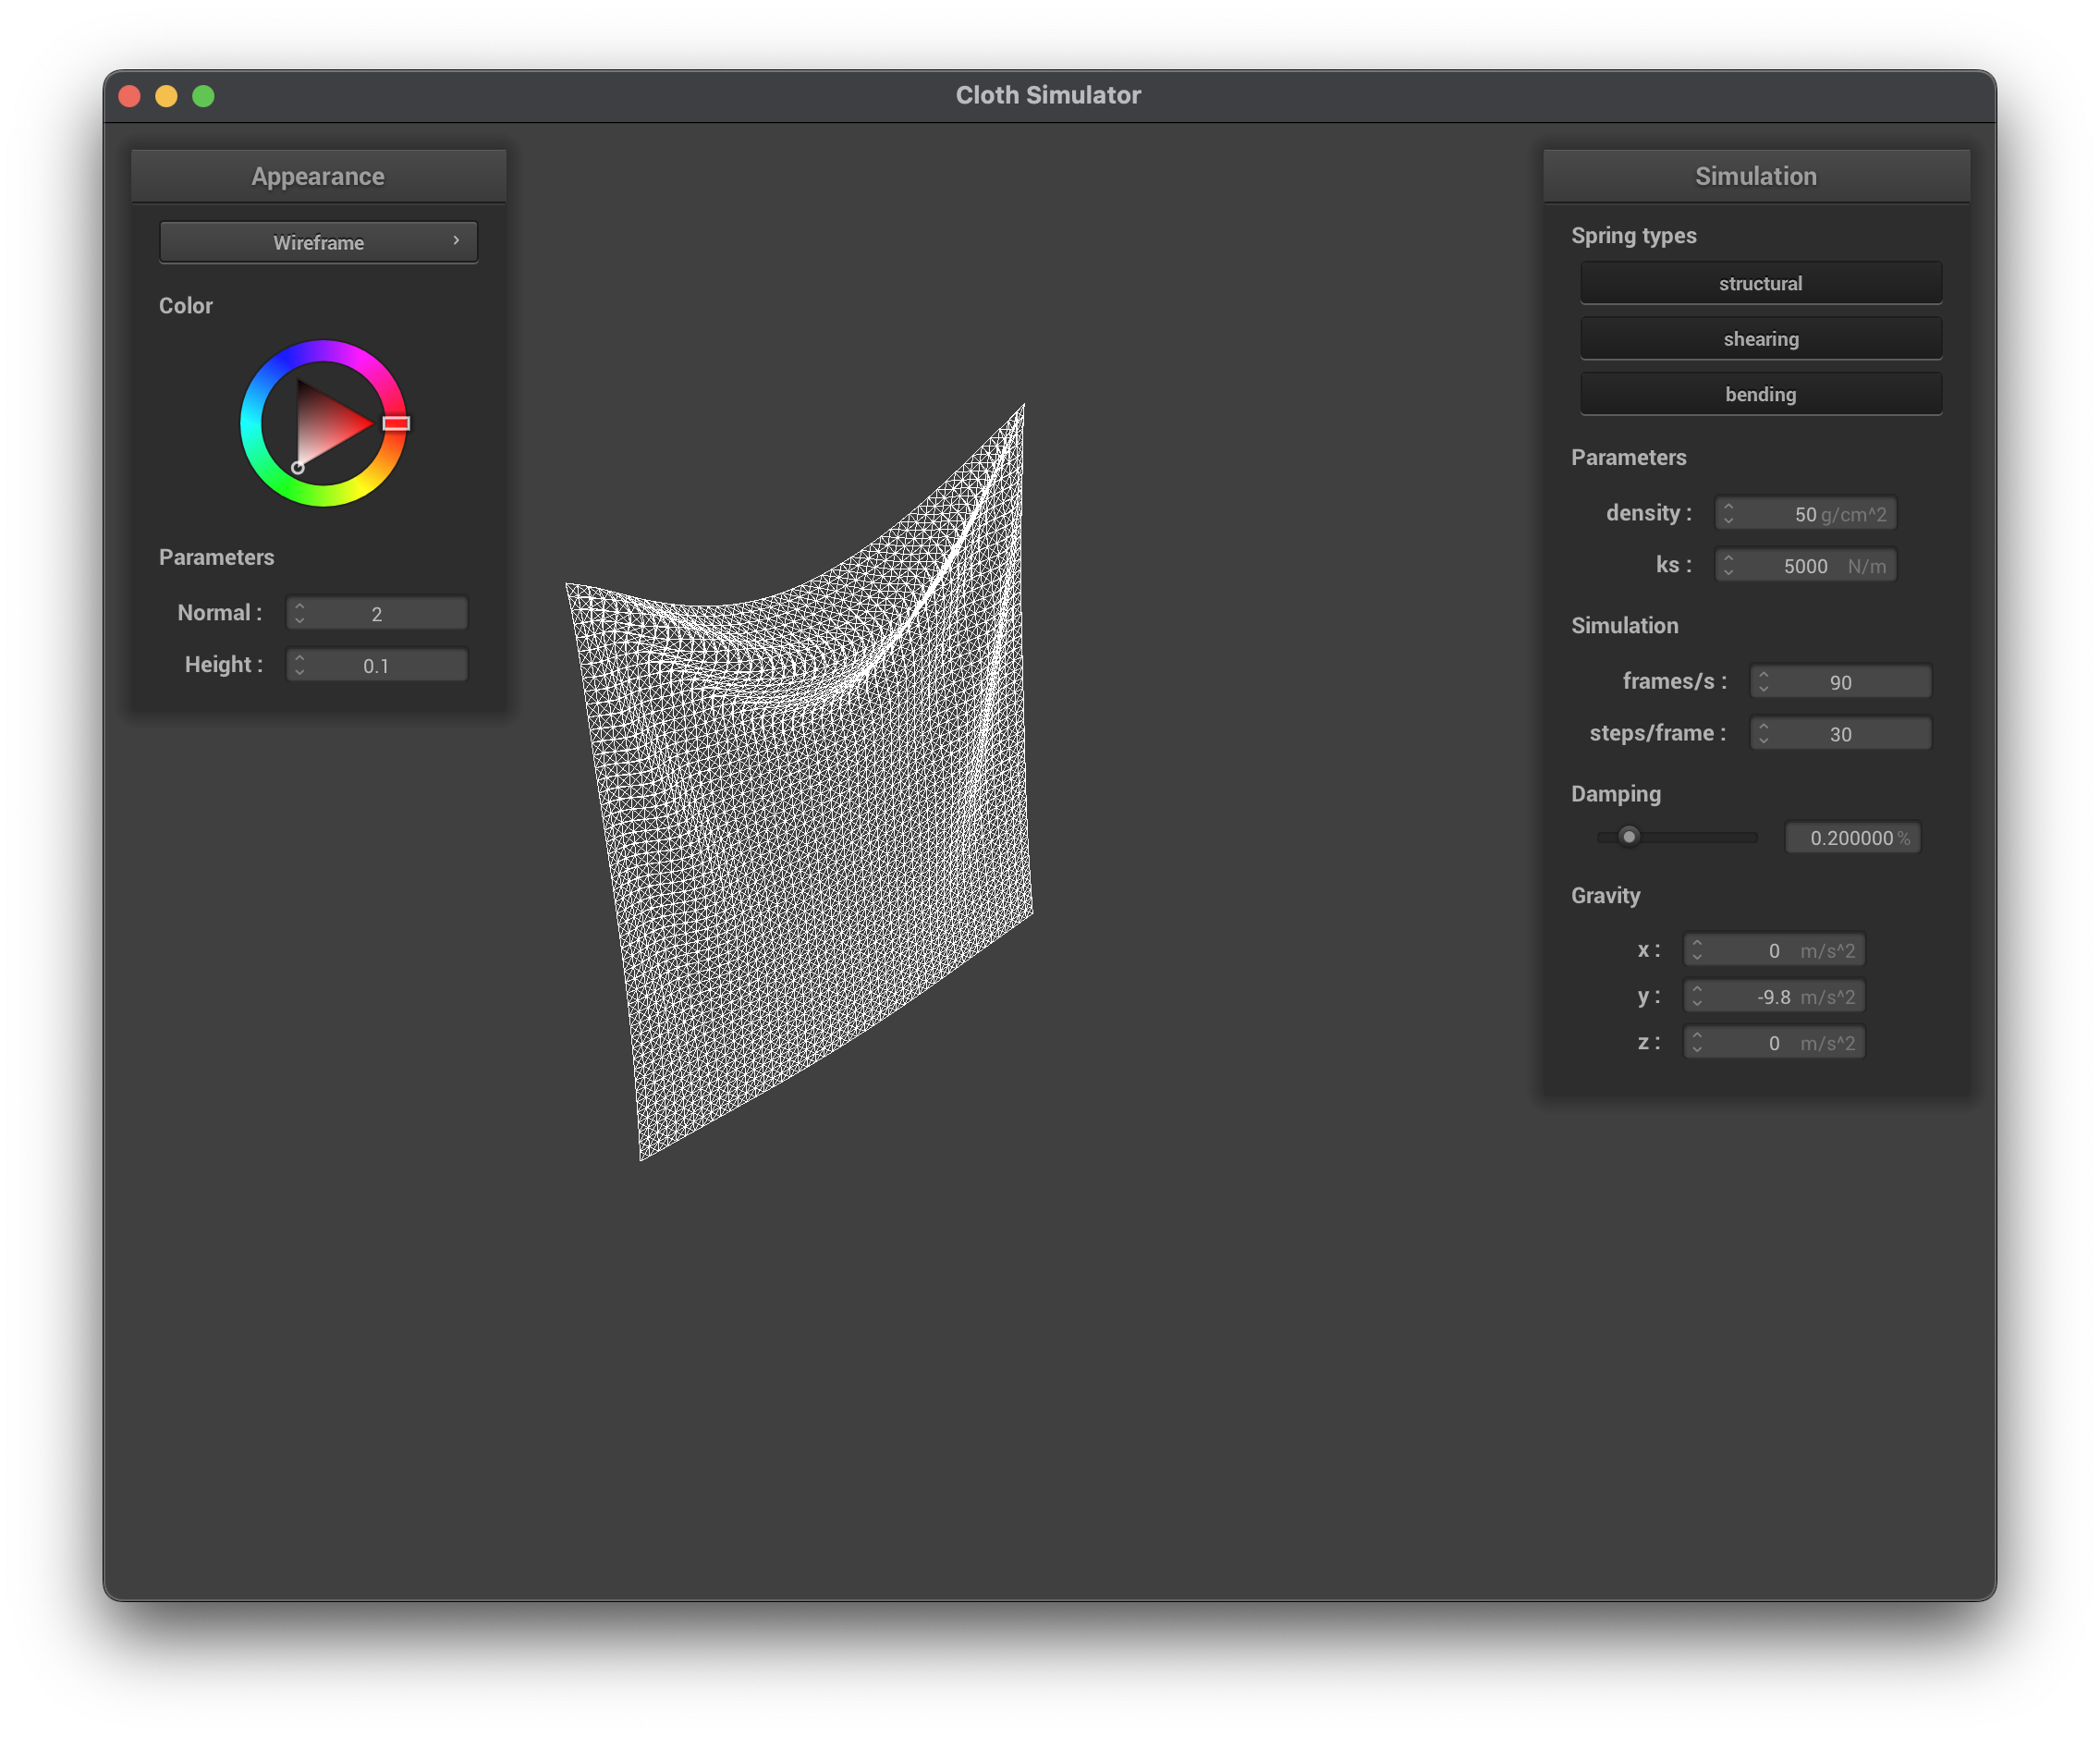 Cloth Simulator
Appearance
Wireframe
Color
Parameters
Normal : 2
Height : 0.1
Simulation
Spring types
structural
shearing
bending
Parameters
density : 50 g/cm^2
ks : 5000 N/m
Simulation
frames/s : 90
steps/frame : 30
Damping
0.200000 %
Gravity
x : 0 m/s^2
y : -9.8 m/s^2
z : 0 m/s^2